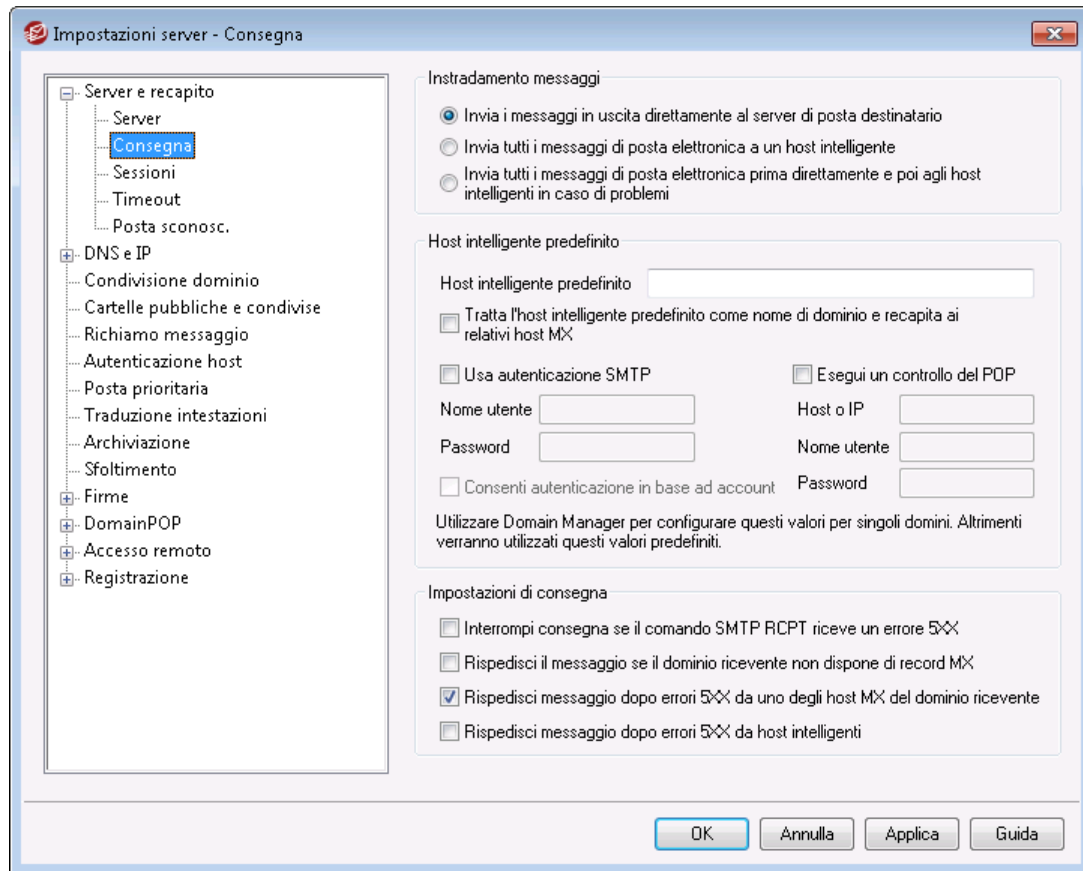 Impostazioni server - Consegna
Server e recapito
Server
Consegna
Sessioni
Timeout
Posta sconosc.
DNS e IP
Condivisione dominio
Cartelle pubbliche e condivise
Richiamo messaggio
Autenticazione host
Posta prioritaria
Traduzione intestazioni
Archiviazione
Sfoltimento
Firme
DomainPOP
Accesso remoto
Registrazione
Instradamento messaggi
Invia i messaggi in uscita direttamente al server di posta destinatario
Invia tutti i messaggi di posta elettronica a un host intelligente
Invia tutti i messaggi di posta elettronica prima direttamente e poi agli host
intelligenti in caso di problemi
Host intelligente predefinito
Host intelligente predefinito
Tratta l'host intelligente predefinito come nome di dominio e recapita ai
relativi host MX
Usa autenticazione SMTP
Esegui un controllo del POP
Nome utente
Host o IP
Password
Nome utente
Consenti autenticazione in base ad account
Password
Utilizzare Domain Manager per configurare questi valori per singoli domini. Altrimenti
verranno utilizzati questi valori predefiniti.
Impostazioni di consegna
Interrompi consegna se il comando SMTP RCPT riceve un errore 5XX
Rispedisci il messaggio se il dominio ricevente non dispone di record MX
Rispedisci messaggio dopo errori 5XX da uno degli host MX del dominio ricevente
Rispedisci messaggio dopo errori 5XX da host intelligenti
OK
Annulla
Applica
Guida